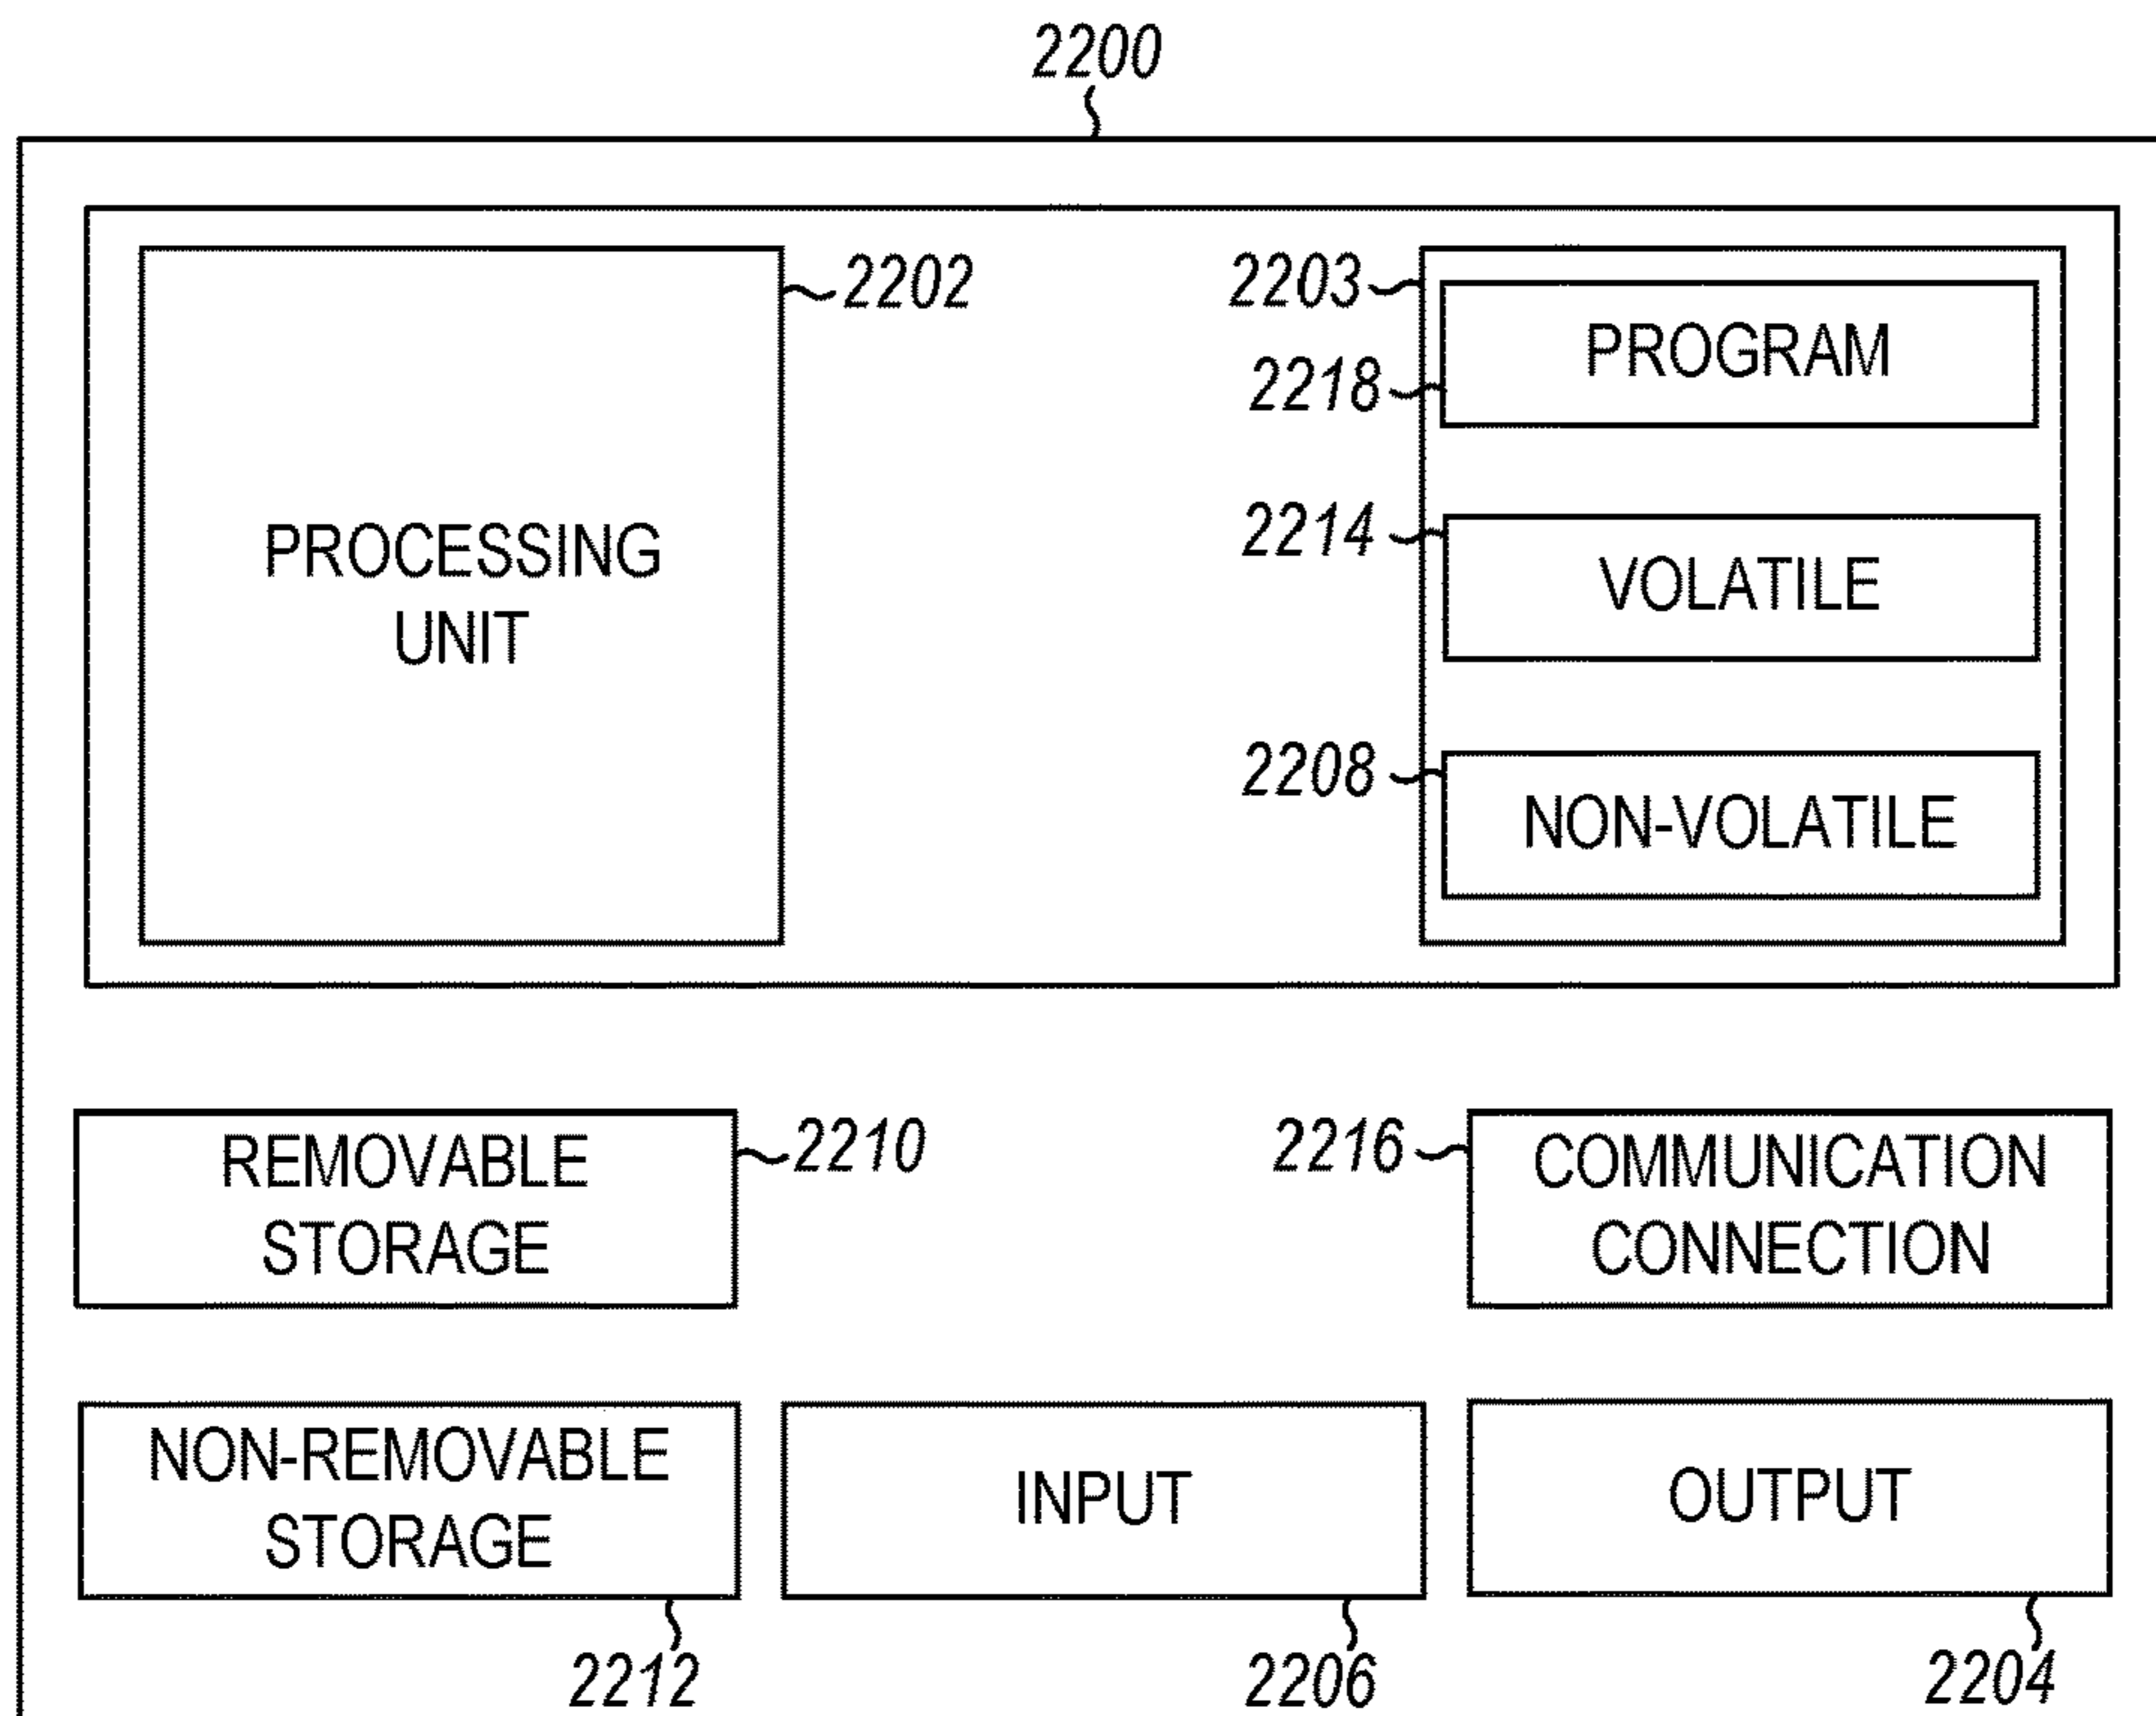 2200
2202
2203
PROGRAM
2218
PROCESSING
UNIT
2214
VOLATILE
2208
NON-VOLATILE
REMOVABLE
STORAGE
2210
2216
COMMUNICATION
CONNECTION
NON-REMOVABLE
STORAGE
INPUT
OUTPUT
2212
2206
2204